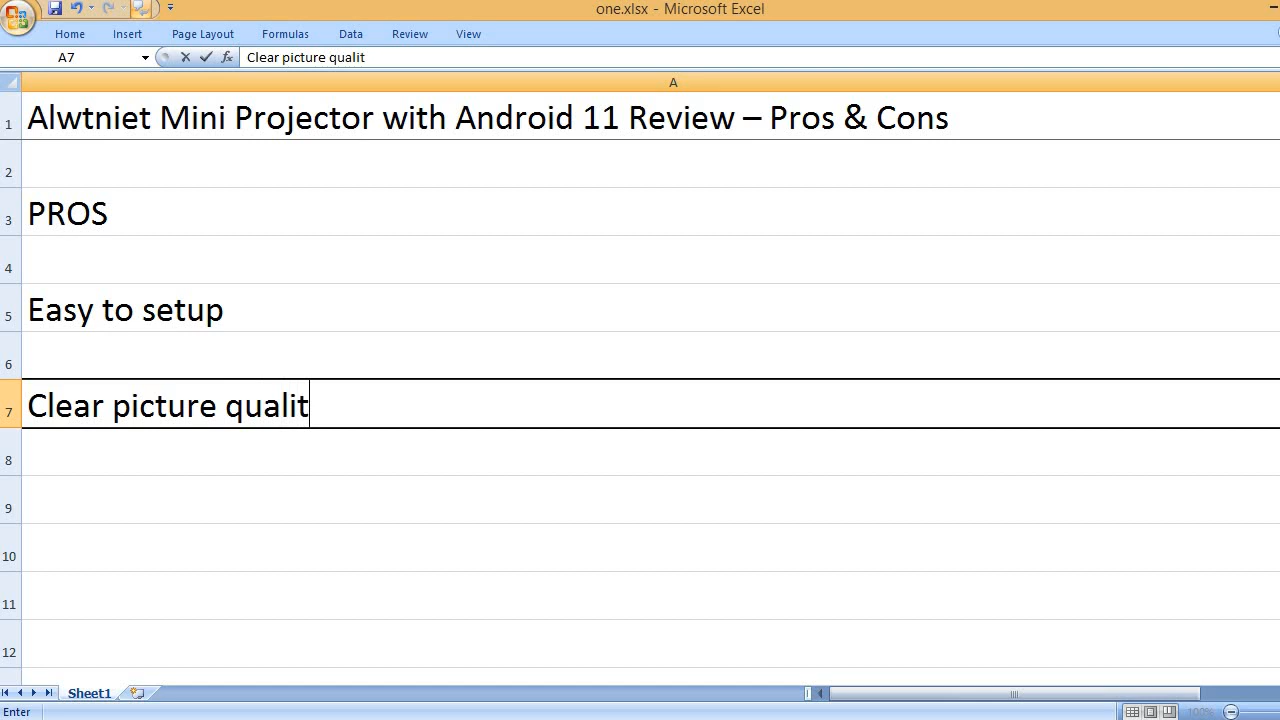 one.xlsx - Microsoft Excel
Home Insert Page Layout Formulas Data Review View
A7 fx Clear picture qualit
A
1 Alwtniet Mini Projector with Android 11 Review – Pros & Cons
2
3 PROS
4
5 Easy to setup
6
7 Clear picture qualit
8
9
10
11
12
Sheet1
Enter 100%